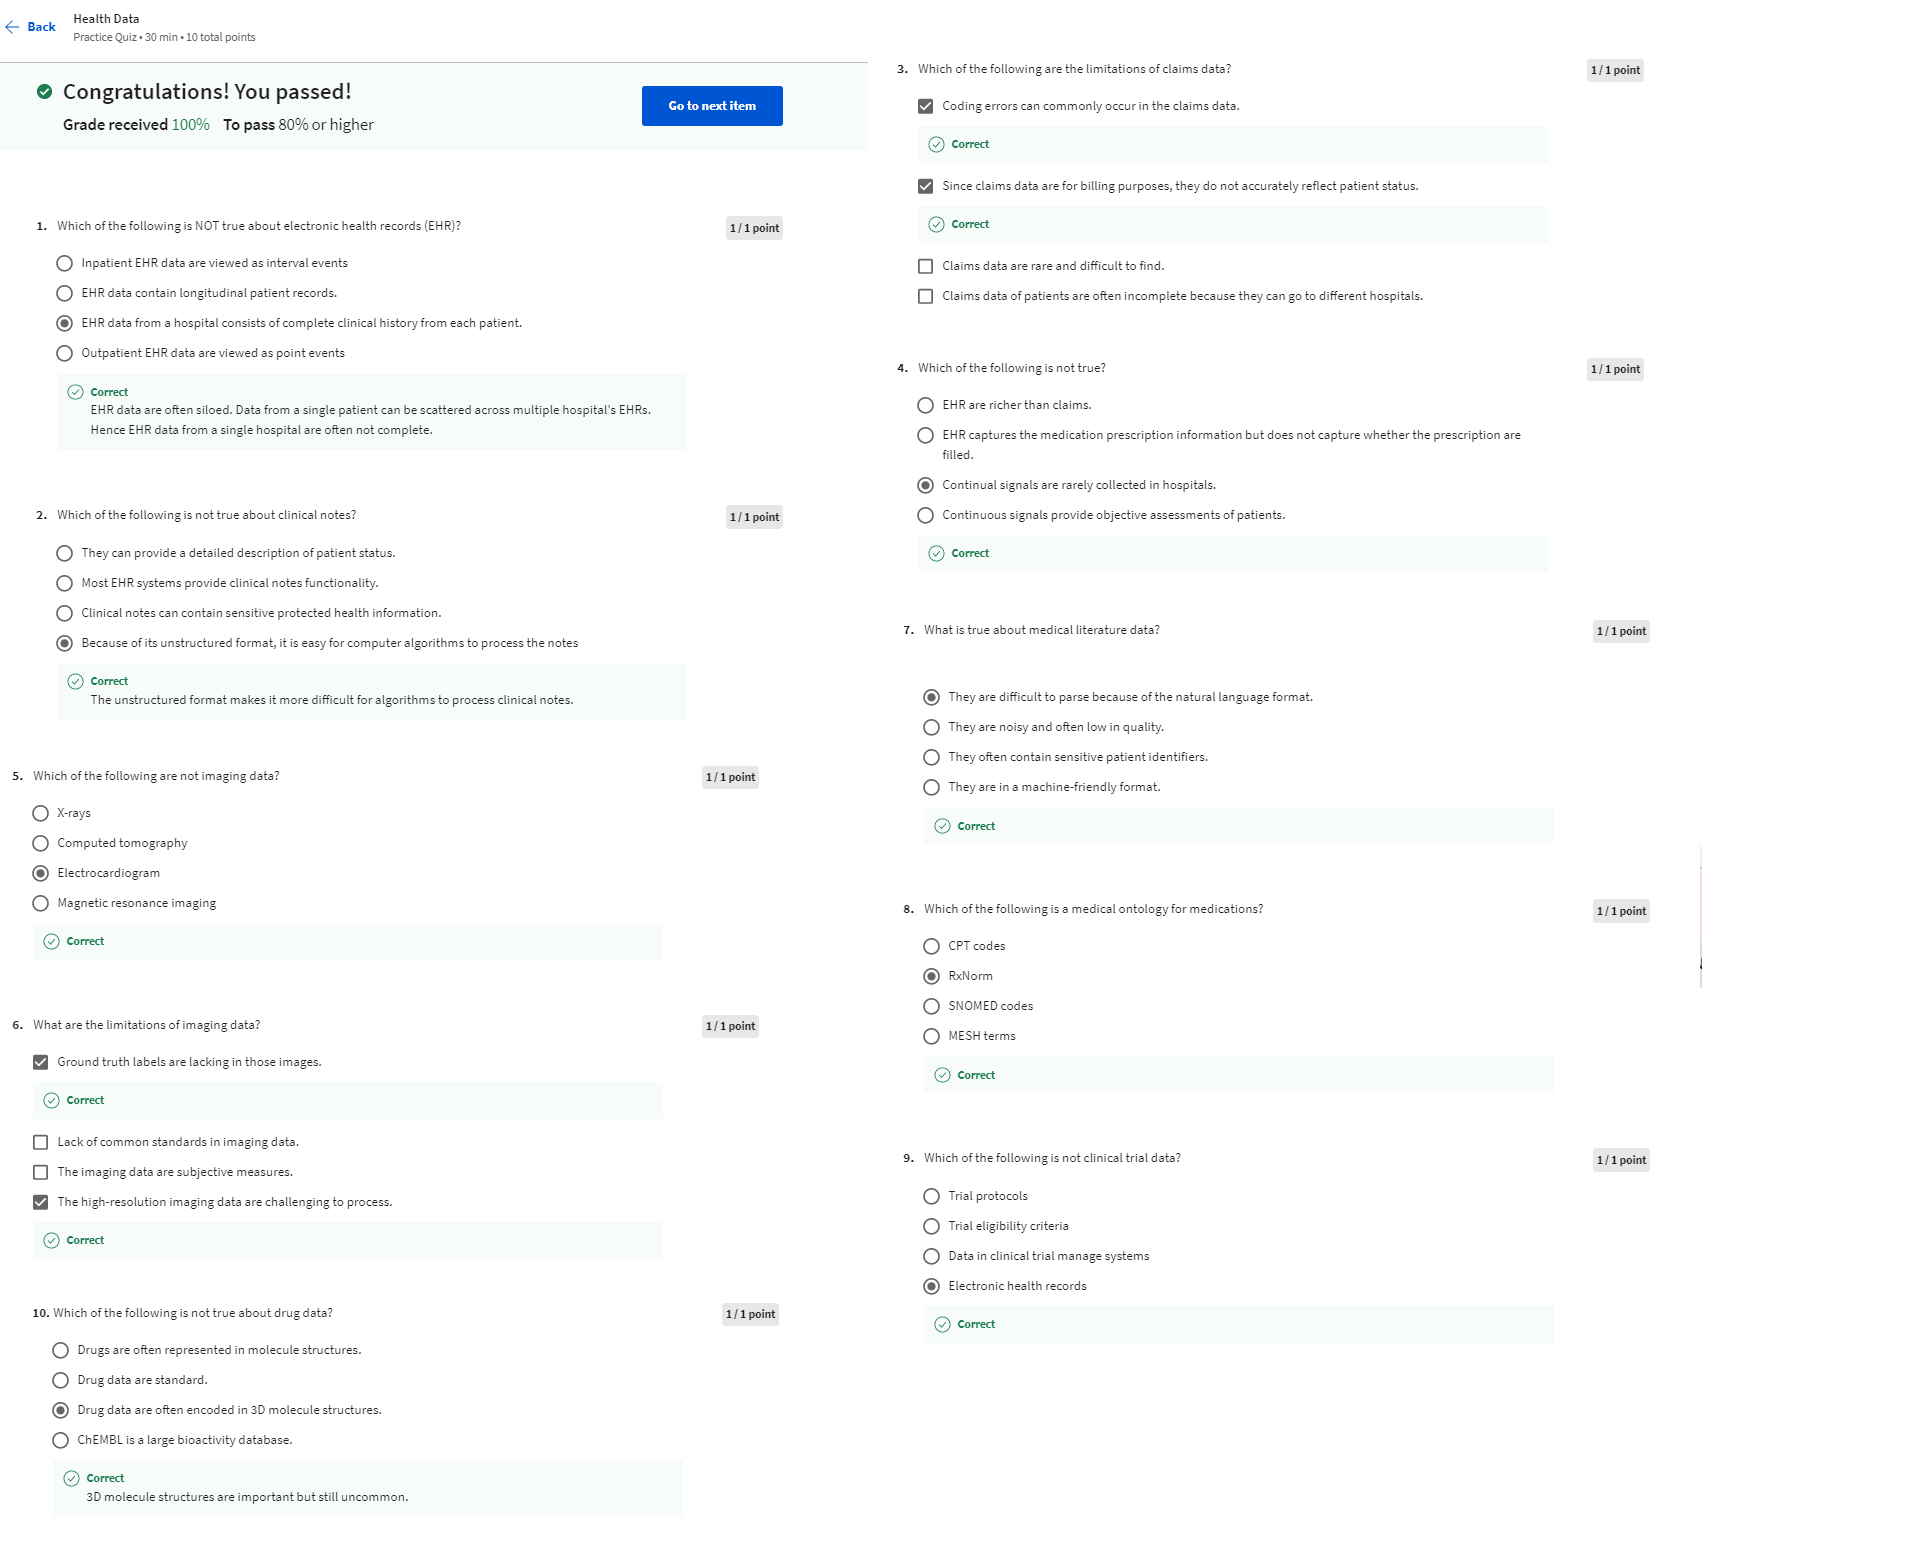 Back
Health Data
Practice Quiz • 30 min • 10 total points
Congratulations! You passed!
Grade received 100% To pass 80% or higher
Go to next item
1. Which of the following is NOT true about electronic health records (EHR)?
1 / 1 point
Inpatient EHR data are viewed as interval events
EHR data contain longitudinal patient records.
EHR data from a hospital consists of complete clinical history from each patient.
Outpatient EHR data are viewed as point events
Correct
EHR data are often siloed. Data from a single patient can be scattered across multiple hospital's EHRs.
Hence EHR data from a single hospital are often not complete.
2. Which of the following is not true about clinical notes?
1 / 1 point
They can provide a detailed description of patient status.
Most EHR systems provide clinical notes functionality.
Clinical notes can contain sensitive protected health information.
Because of its unstructured format, it is easy for computer algorithms to process the notes
Correct
The unstructured format makes it more difficult for algorithms to process clinical notes.
3. Which of the following are the limitations of claims data?
1 / 1 point
Coding errors can commonly occur in the claims data.
Correct
Since claims data are for billing purposes, they do not accurately reflect patient status.
Correct
Claims data are rare and difficult to find.
Claims data of patients are often incomplete because they can go to different hospitals.
4. Which of the following is not true?
1 / 1 point
EHR are richer than claims.
EHR captures the medication prescription information but does not capture whether the prescription are
filled.
Continual signals are rarely collected in hospitals.
Continuous signals provide objective assessments of patients.
Correct
5. Which of the following are not imaging data?
1 / 1 point
X-rays
Computed tomography
Electrocardiogram
Magnetic resonance imaging
Correct
6. What are the limitations of imaging data?
1 / 1 point
Ground truth labels are lacking in those images.
Correct
Lack of common standards in imaging data.
The imaging data are subjective measures.
The high-resolution imaging data are challenging to process.
Correct
7. What is true about medical literature data?
1 / 1 point
They are difficult to parse because of the natural language format.
They are noisy and often low in quality.
They often contain sensitive patient identifiers.
They are in a machine-friendly format.
Correct
8. Which of the following is a medical ontology for medications?
1 / 1 point
CPT codes
RxNorm
SNOMED codes
MESH terms
Correct
9. Which of the following is not clinical trial data?
1 / 1 point
Trial protocols
Trial eligibility criteria
Data in clinical trial manage systems
Electronic health records
Correct
10. Which of the following is not true about drug data?
1 / 1 point
Drugs are often represented in molecule structures.
Drug data are standard.
Drug data are often encoded in 3D molecule structures.
ChEMBL is a large bioactivity database.
Correct
3D molecule structures are important but still uncommon.